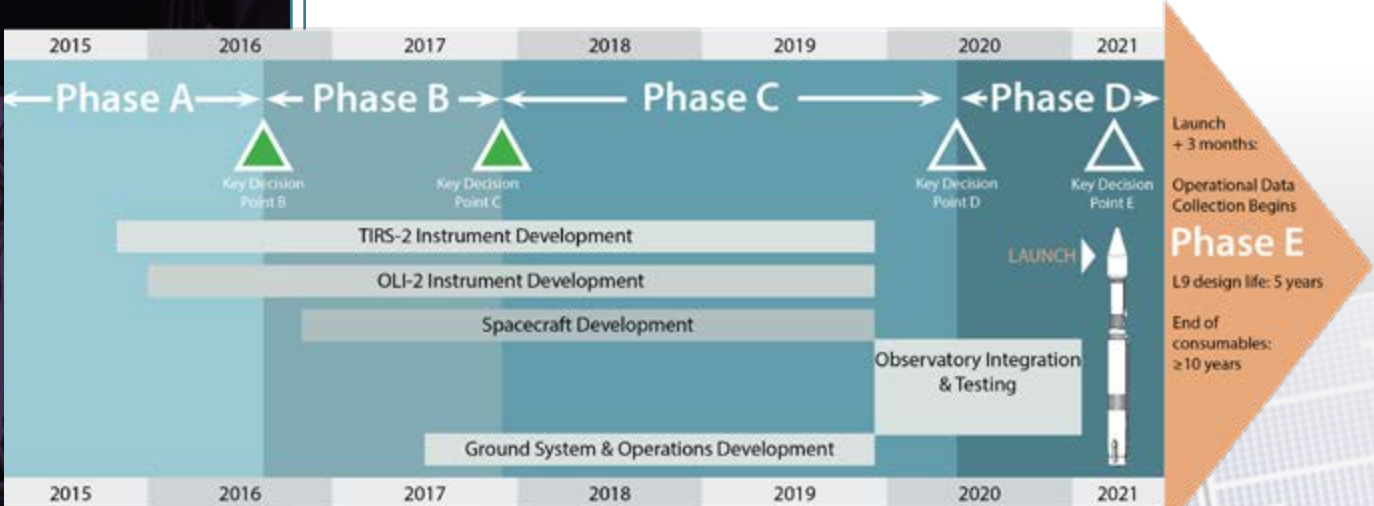 2015 2016 2017 2018 2019 2020 2021
Phase A Phase B Phase C Phase D
Key Decision
Point B
Key Decision
Point C
Key Decision
Point D
Key Decision
Point E
TIRS-2 Instrument Development
OLI-2 Instrument Development
Spacecraft Development
Observatory Integration
& Testing
Ground System & Operations Development
LAUNCH
2015 2016 2017 2018 2019 2020 2021
Launch
+ 3 months:
Operational Data
Collection Begins
Phase E
L9 design life: 5 years
End of
consumables:
≥10 years